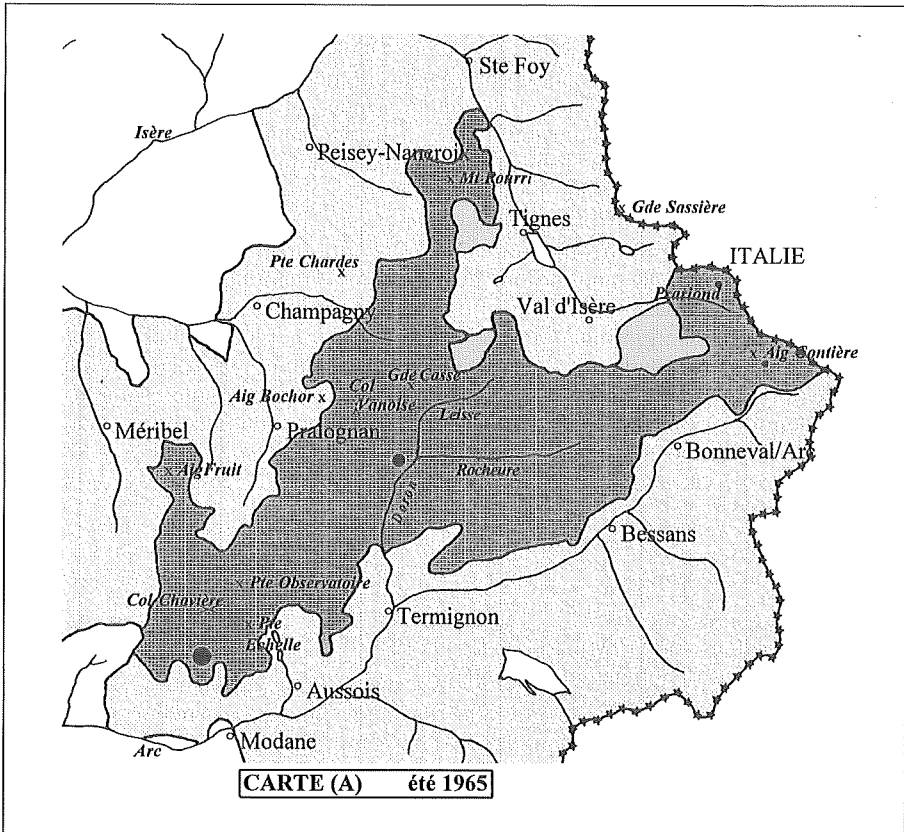 Ste Foy
Isère
Peisey-Nancroix
Mt Pourri
Gde Sassière
Tignes
ITALIE
Pte Chardes
Prariond
Champagny
Val d'Isère
Aig Gontière
Gde Casse
Col
Vanoise
Aig Bochor
Leisse
Méribel
Pralognan
Bonneval/Arc
Aig Fruit
Rocheure
Doron
Bessans
Pte Observatoire
Col Chavière
Termignon
Pte
Echelle
Aussois
Modane
Arc
CARTE (A) été 1965